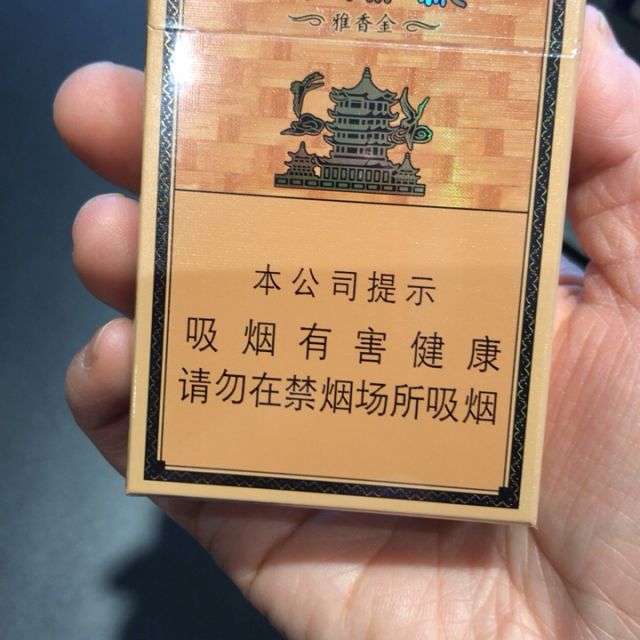 雅香金
本公司提示
吸烟有害健康
请勿在禁烟场所吸烟